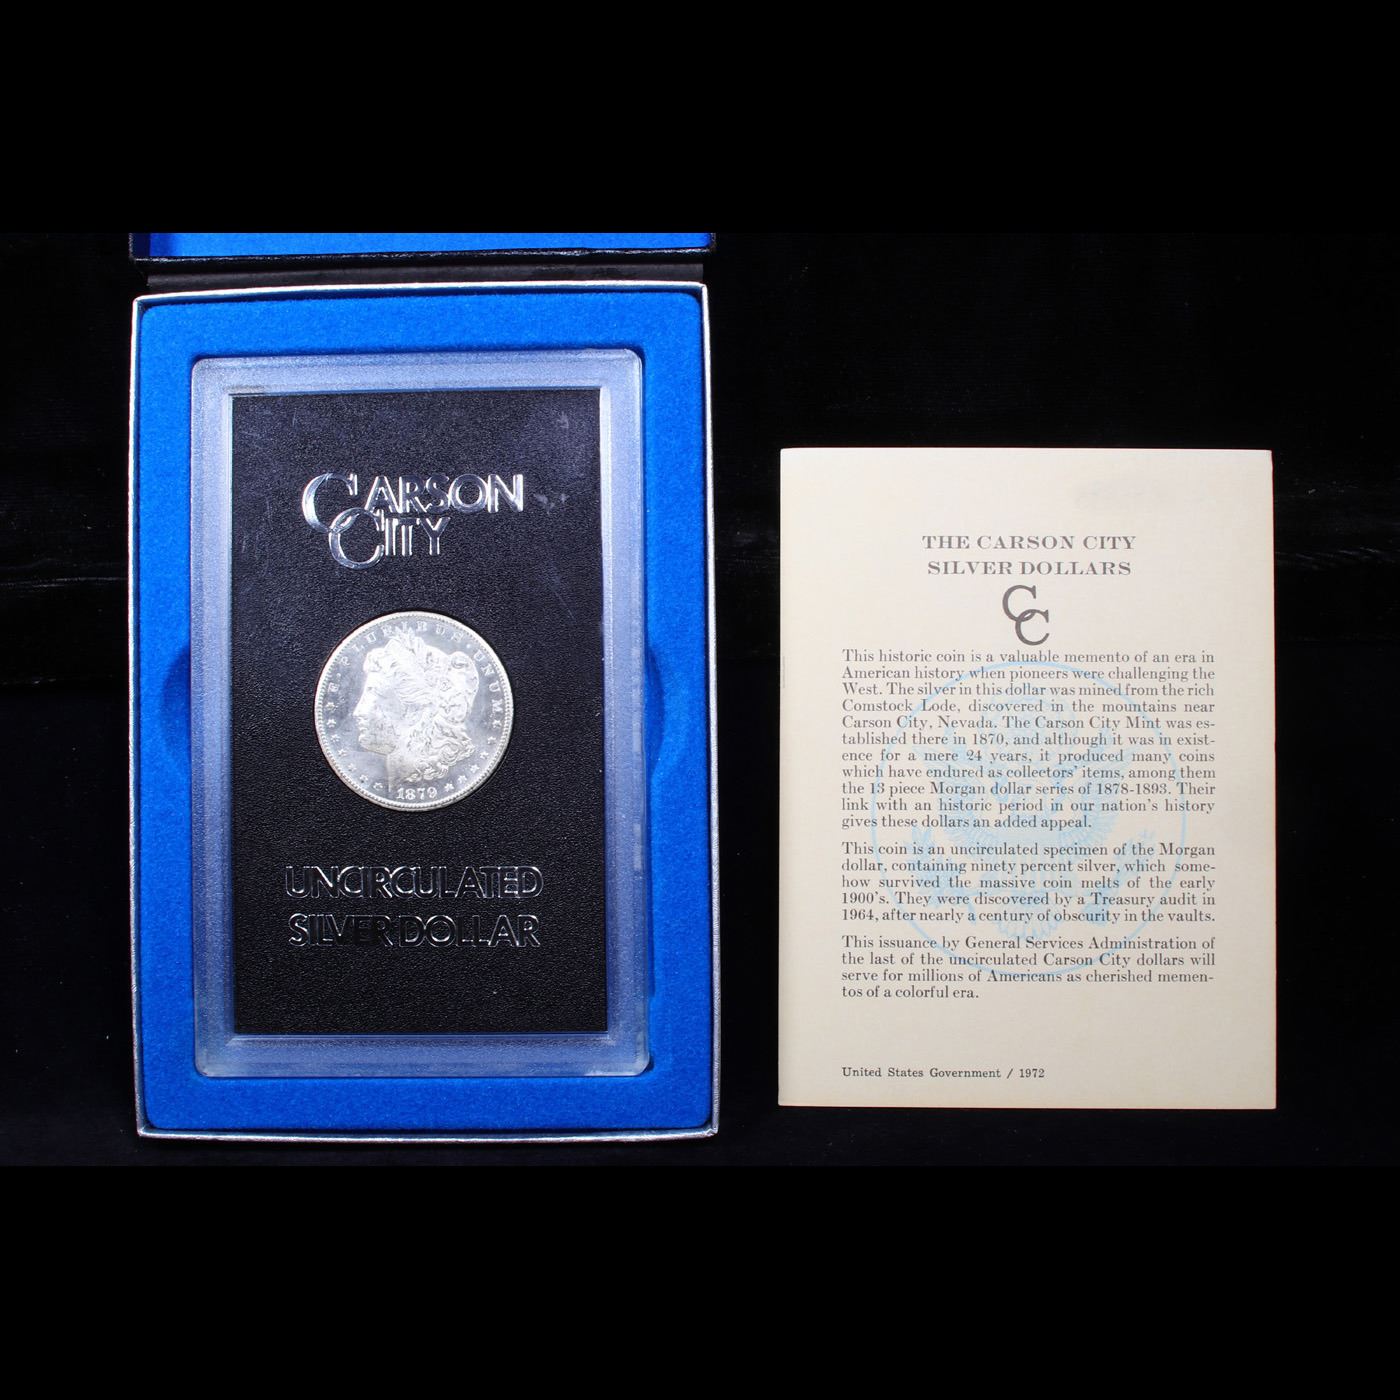 CARSON
CITY
E·PLURIBUS·UNUM
1879
UNCIRCULATED
SILVER DOLLAR
THE CARSON CITY
SILVER DOLLARS
CC
This historic coin is a valuable memento of an era in
American history when pioneers were challenging the
West. The silver in this dollar was mined from the rich
Comstock Lode, discovered in the mountains near
Carson City, Nevada. The Carson City Mint was es-
tablished there in 1870, and although it was in exist-
ence for a mere 24 years, it produced many coins
which have endured as collectors' items, among them
the 13 piece Morgan dollar series of 1878-1893. Their
link with an historic period in our nation's history
gives these dollars an added appeal.
This coin is an uncirculated specimen of the Morgan
dollar, containing ninety percent silver, which some-
how survived the massive coin melts of the early
1900's. They were discovered by a Treasury audit in
1964, after nearly a century of obscurity in the vaults.
This issuance by General Services Administration of
the last of the uncirculated Carson City dollars will
serve for millions of Americans as cherished memen-
tos of a colorful era.
United States Government / 1972